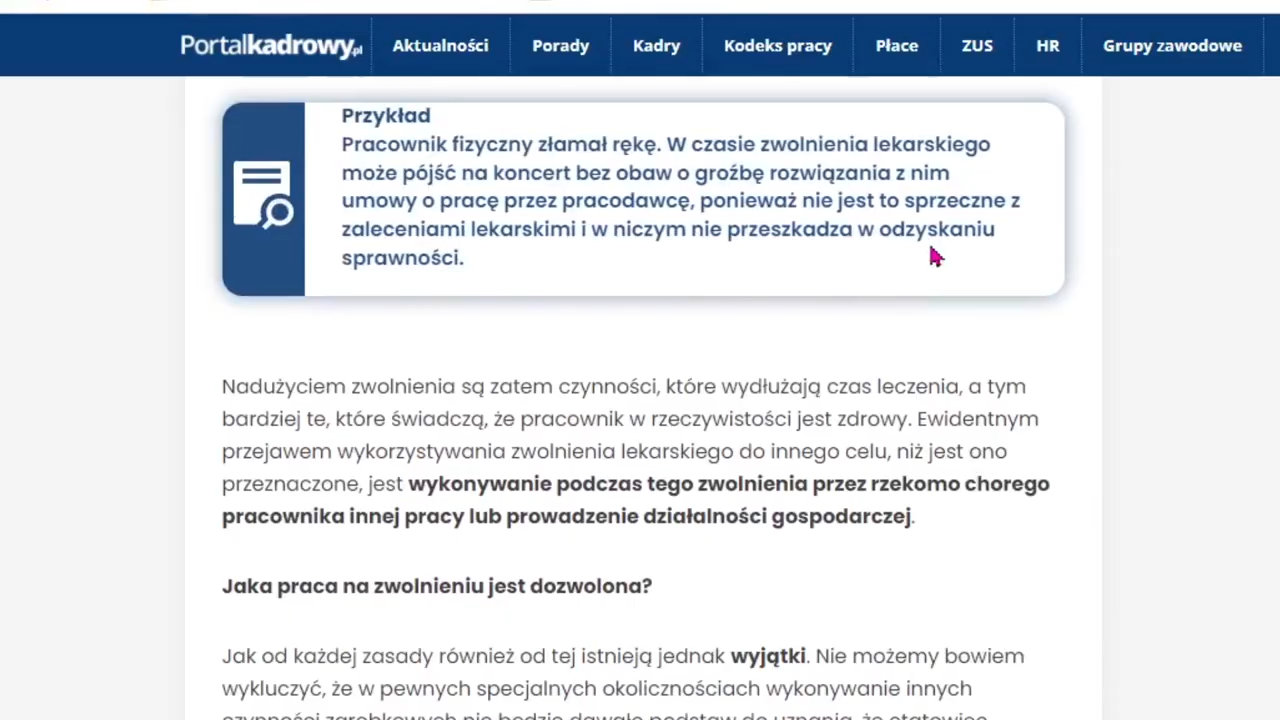 Portalkadrowy.pl Aktualności Porady Kadry Kodeks pracy Płace ZUS HR Grupy zawodowe
Przykład
Pracownik fizyczny złamał rękę. W czasie zwolnienia lekarskiego
może pójść na koncert bez obaw o groźbę rozwiązania z nim
umowy o pracę przez pracodawcę, ponieważ nie jest to sprzeczne z
zaleceniami lekarskimi i w niczym nie przeszkadza w odzyskaniu
sprawności.
Nadużyciem zwolnienia są zatem czynności, które wydłużają czas leczenia, a tym
bardziej te, które świadczą, że pracownik w rzeczywistości jest zdrowy. Ewidentnym
przejawem wykorzystywania zwolnienia lekarskiego do innego celu, niż jest ono
przeznaczone, jest wykonywanie podczas tego zwolnienia przez rzekomo chorego
pracownika innej pracy lub prowadzenie działalności gospodarczej.
Jaka praca na zwolnieniu jest dozwolona?
Jak od każdej zasady również od tej istnieją jednak wyjątki. Nie możemy bowiem
wykluczyć, że w pewnych specjalnych okolicznościach wykonywanie innych